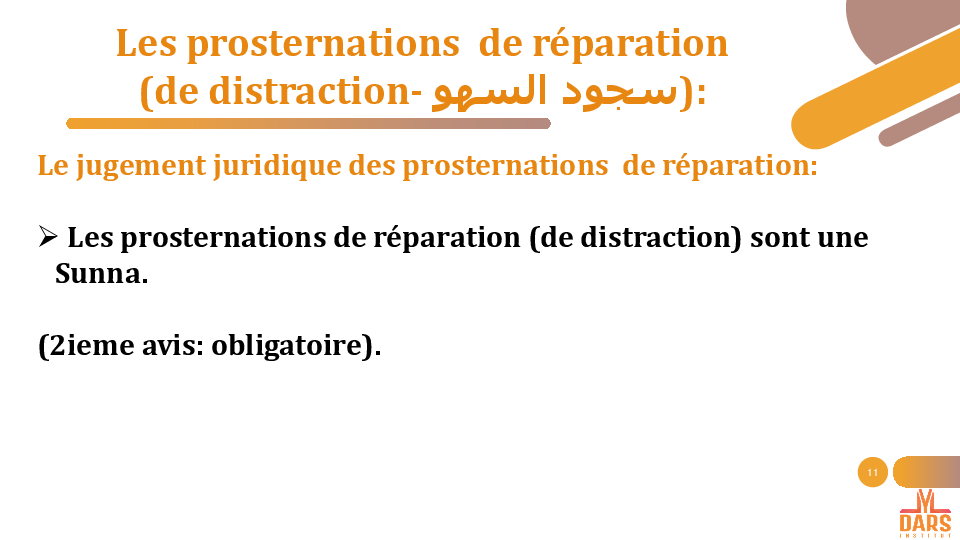 Les prosternations  de réparation
(de distraction- سجود السهو):
Le jugement juridique des prosternations  de réparation:
➢ Les prosternations de réparation (de distraction) sont une
Sunna.
(2ieme avis: obligatoire).
11
DARS
INSTITUT